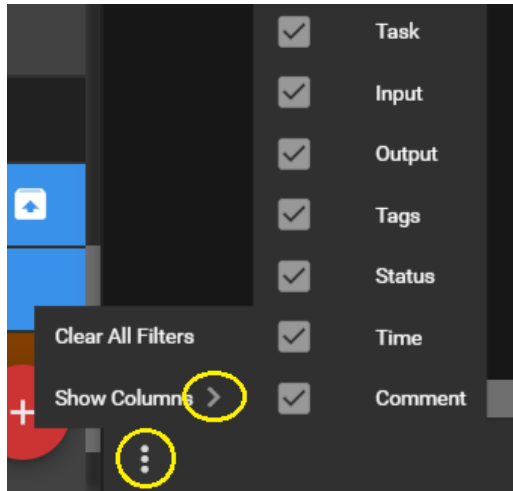 Task
Input
Output
Tags
Status
Clear All Filters
Time
Show Columns
Comment